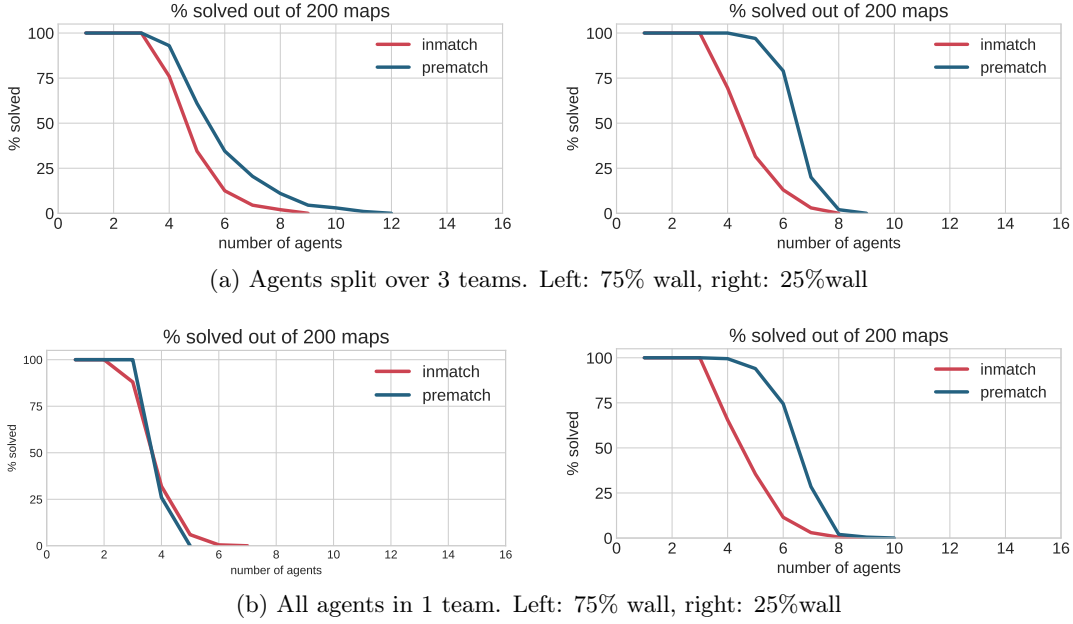 % solved out of 200 maps
% solved
100
75
50
25
0
inmatch
prematch
0 2 4 6 8 10 12 14 16
number of agents
% solved out of 200 maps
% solved
100
75
50
25
0
inmatch
prematch
0 2 4 6 8 10 12 14 16
number of agents
(a) Agents split over 3 teams. Left: 75% wall, right: 25%wall
% solved out of 200 maps
% solved
100
75
50
25
0
inmatch
prematch
0 2 4 6 8 10 12 14 16
number of agents
% solved out of 200 maps
% solved
100
75
50
25
0
inmatch
prematch
0 2 4 6 8 10 12 14 16
number of agents
(b) All agents in 1 team. Left: 75% wall, right: 25%wall